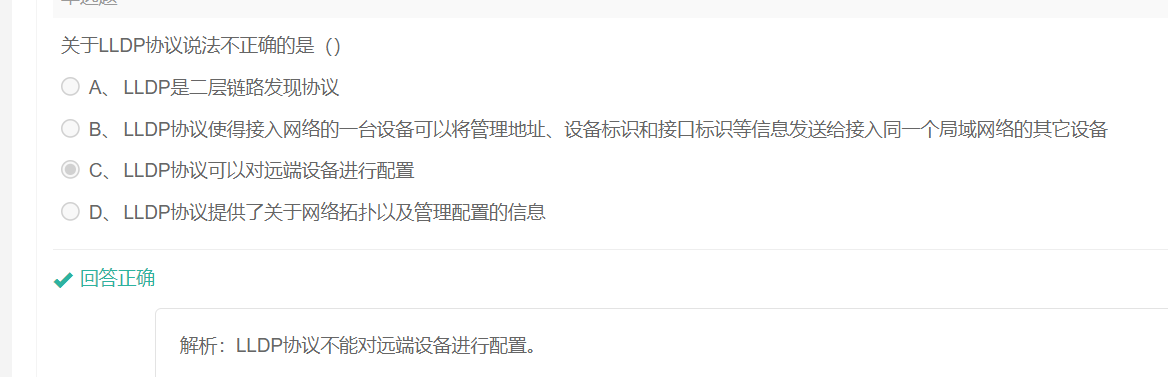 单选题
关于LLDP协议说法不正确的是（）
A、 LLDP是二层链路发现协议
B、 LLDP协议使得接入网络的一台设备可以将管理地址、设备标识和接口标识等信息发送给接入同一个局域网络的其它设备
C、 LLDP协议可以对远端设备进行配置
D、 LLDP协议提供了关于网络拓扑以及管理配置的信息
回答正确
解析：LLDP协议不能对远端设备进行配置。